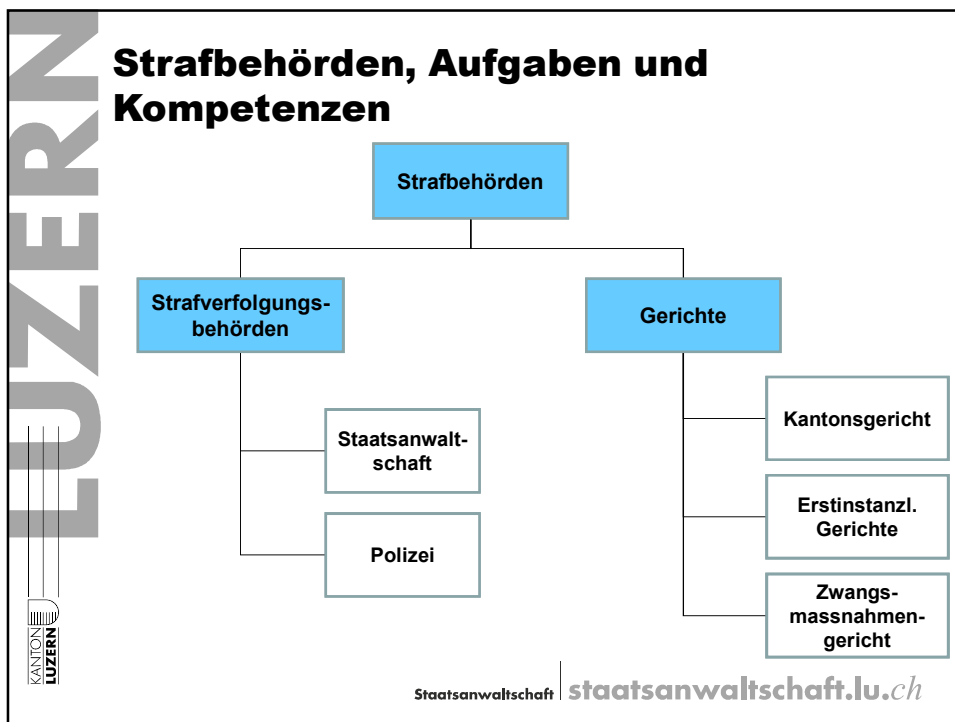 LUZERN
Strafbehörden, Aufgaben und
Kompetenzen
Strafbehörden
Strafverfolgungs-
behörden
Gerichte
Staatsanwalt-
schaft
Polizei
Kantonsgericht
Erstinstanzl.
Gerichte
Zwangs-
massnahmen-
gericht
KANTON
LUZERN
Staatsanwaltschaft staatsanwaltschaft.lu.ch